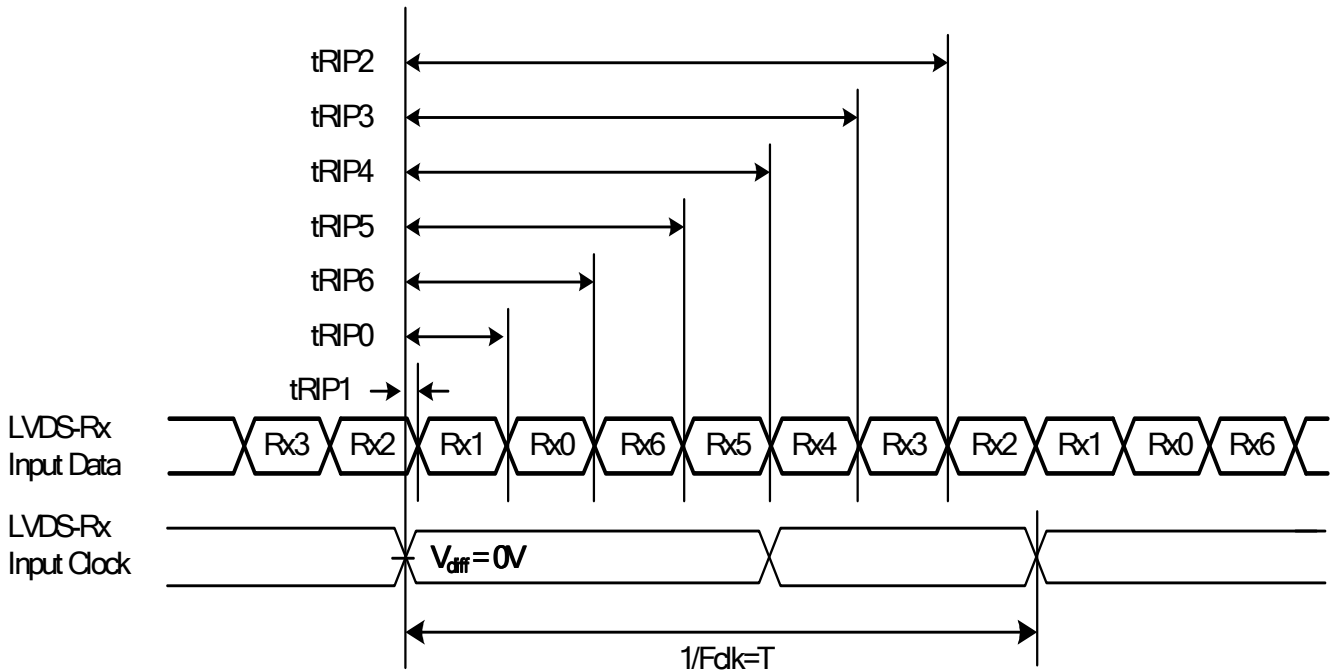 tRIP2
tRIP3
tRIP4
tRIP5
tRIP6
tRIP0
tRIP1
LVDS-Rx
Input Data
Rx3 Rx2 Rx1 Rx0 Rx6 Rx5 Rx4 Rx3 Rx2 Rx1 Rx0 Rx6
LVDS-Rx
Input Clock
Vdiff = 0V
1/Fclk=T